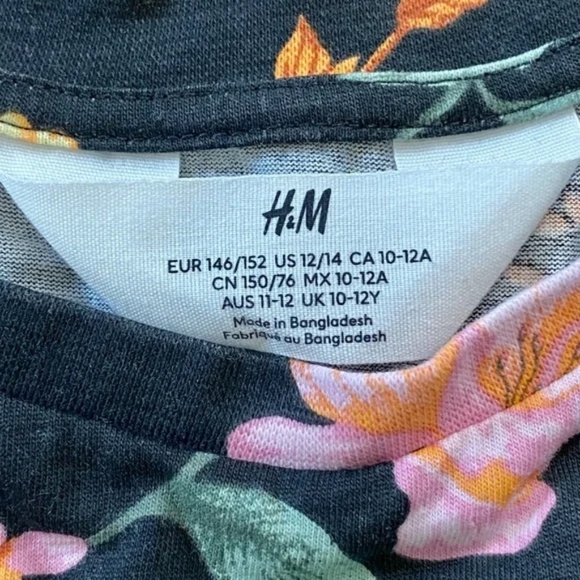 H&M
EUR 146/152 US 12/14 CA 10-12A
CN 150/76 MX 10-12A
AUS 11-12 UK 10-12Y
Made in Bangladesh
Fabriqué au Bangladesh